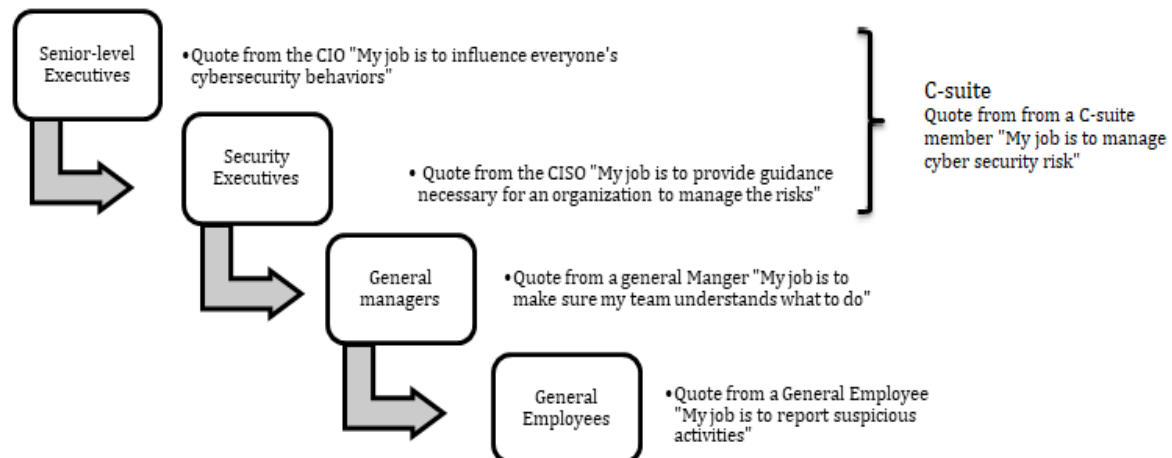 Senior-level
Executives
•Quote from the CIO "My job is to influence everyone's
cybersecurity behaviors"
C-suite
Quote from from a C-suite
member "My job is to manage
cyber security risk"
Security
Executives
• Quote from the CISO "My job is to provide guidance
necessary for an organization to manage the risks"
General
managers
•Quote from a general Manger "My job is to
make sure my team understands what to do"
General
Employees
•Quote from a General Employee
"My job is to report suspicious
activities"